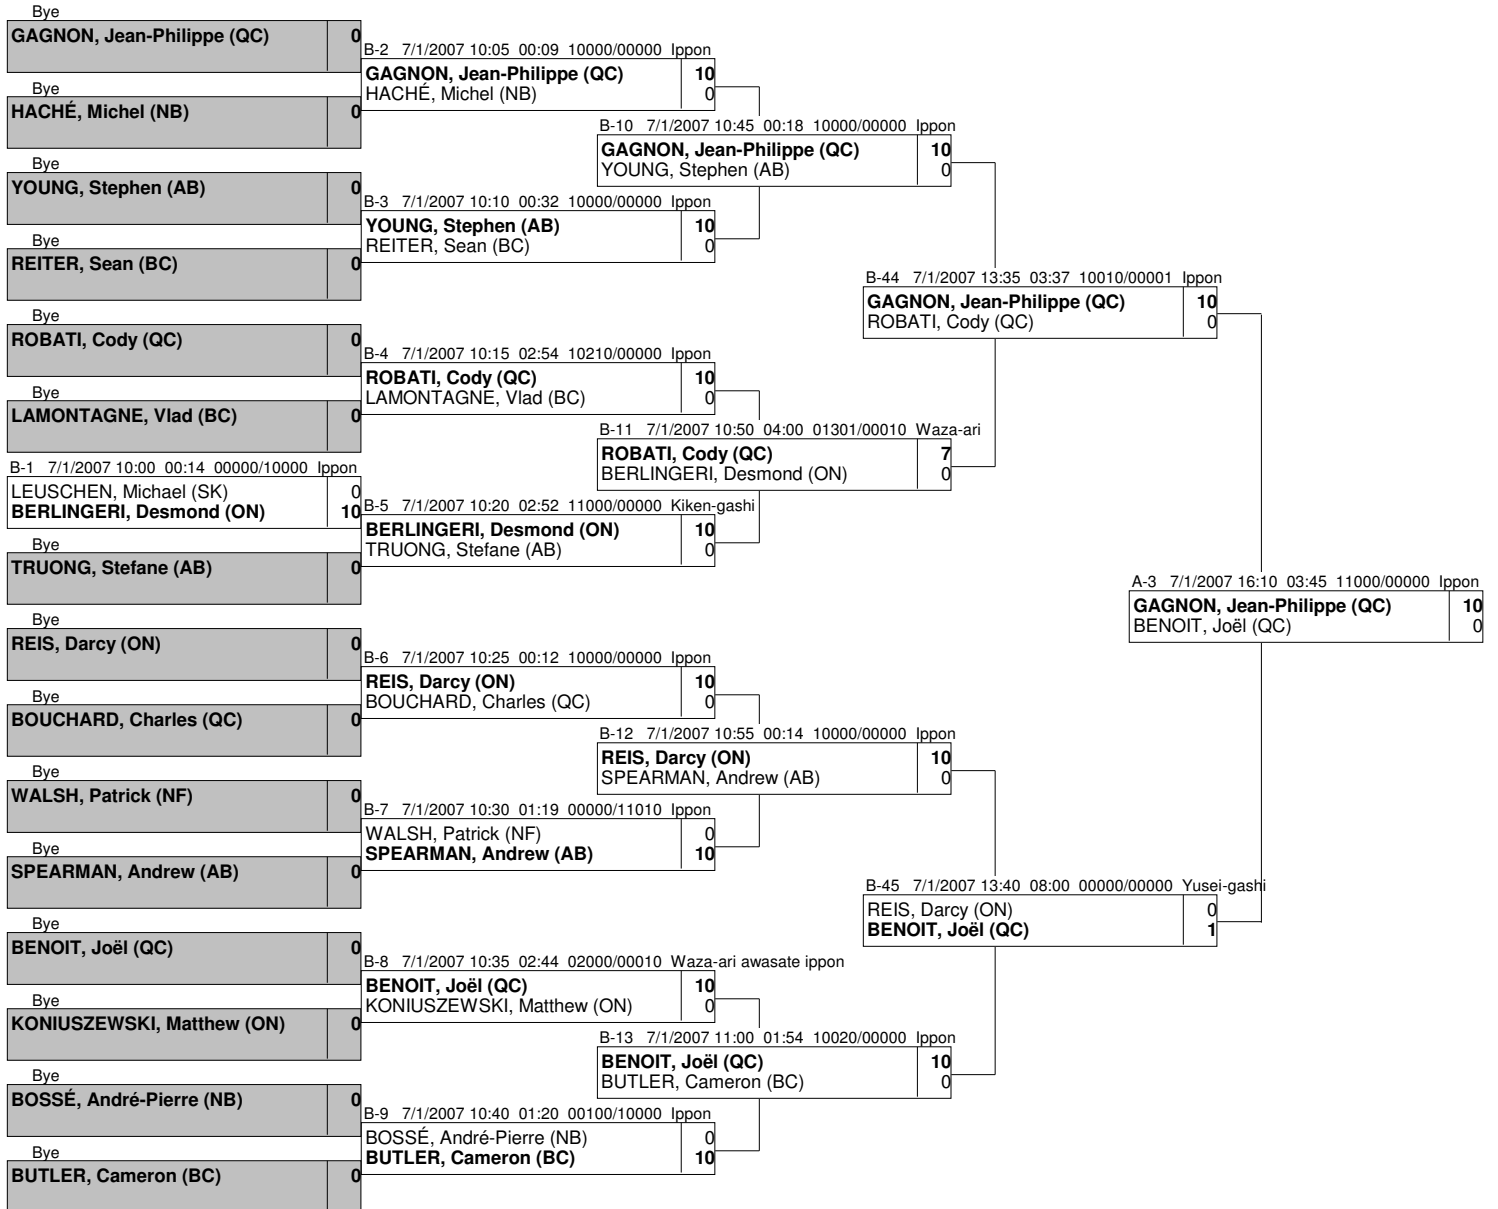 Bye
GAGNON, Jean-Philippe (QC) 0
Bye
HACHÉ, Michel (NB) 0
Bye
YOUNG, Stephen (AB) 0
Bye
REITER, Sean (BC) 0
Bye
ROBATI, Cody (QC) 0
Bye
LAMONTAGNE, Vlad (BC) 0
B-1 7/1/2007 10:00 00:14 00000/10000 Ippon
LEUSCHEN, Michael (SK) 0
BERLINGERI, Desmond (ON) 10
Bye
TRUONG, Stefane (AB) 0
Bye
REIS, Darcy (ON) 0
Bye
BOUCHARD, Charles (QC) 0
Bye
WALSH, Patrick (NF) 0
Bye
SPEARMAN, Andrew (AB) 0
Bye
BENOIT, Joël (QC) 0
Bye
KONIUSZEWSKI, Matthew (ON) 0
Bye
BOSSÉ, André-Pierre (NB) 0
Bye
BUTLER, Cameron (BC) 0
B-2 7/1/2007 10:05 00:09 10000/00000 Ippon
GAGNON, Jean-Philippe (QC) 10
HACHÉ, Michel (NB) 0
B-3 7/1/2007 10:10 00:32 10000/00000 Ippon
YOUNG, Stephen (AB) 10
REITER, Sean (BC) 0
B-4 7/1/2007 10:15 02:54 10210/00000 Ippon
ROBATI, Cody (QC) 10
LAMONTAGNE, Vlad (BC) 0
B-5 7/1/2007 10:20 02:52 11000/00000 Kiken-gashi
BERLINGERI, Desmond (ON) 10
TRUONG, Stefane (AB) 0
B-6 7/1/2007 10:25 00:12 10000/00000 Ippon
REIS, Darcy (ON) 10
BOUCHARD, Charles (QC) 0
B-7 7/1/2007 10:30 01:19 00000/11010 Ippon
WALSH, Patrick (NF) 0
SPEARMAN, Andrew (AB) 10
B-8 7/1/2007 10:35 02:44 02000/00010 Waza-ari awasate ippon
BENOIT, Joël (QC) 10
KONIUSZEWSKI, Matthew (ON) 0
B-9 7/1/2007 10:40 01:20 00100/10000 Ippon
BOSSÉ, André-Pierre (NB) 0
BUTLER, Cameron (BC) 10
B-10 7/1/2007 10:45 00:18 10000/00000 Ippon
GAGNON, Jean-Philippe (QC) 10
YOUNG, Stephen (AB) 0
B-11 7/1/2007 10:50 04:00 01301/00010 Waza-ari
ROBATI, Cody (QC) 7
BERLINGERI, Desmond (ON) 0
B-12 7/1/2007 10:55 00:14 10000/00000 Ippon
REIS, Darcy (ON) 10
SPEARMAN, Andrew (AB) 0
B-13 7/1/2007 11:00 01:54 10020/00000 Ippon
BENOIT, Joël (QC) 10
BUTLER, Cameron (BC) 0
B-44 7/1/2007 13:35 03:37 10010/00001 Ippon
GAGNON, Jean-Philippe (QC) 10
ROBATI, Cody (QC) 0
B-45 7/1/2007 13:40 08:00 00000/00000 Yusei-gashi
REIS, Darcy (ON) 0
BENOIT, Joël (QC) 1
A-3 7/1/2007 16:10 03:45 11000/00000 Ippon
GAGNON, Jean-Philippe (QC) 10
BENOIT, Joël (QC) 0